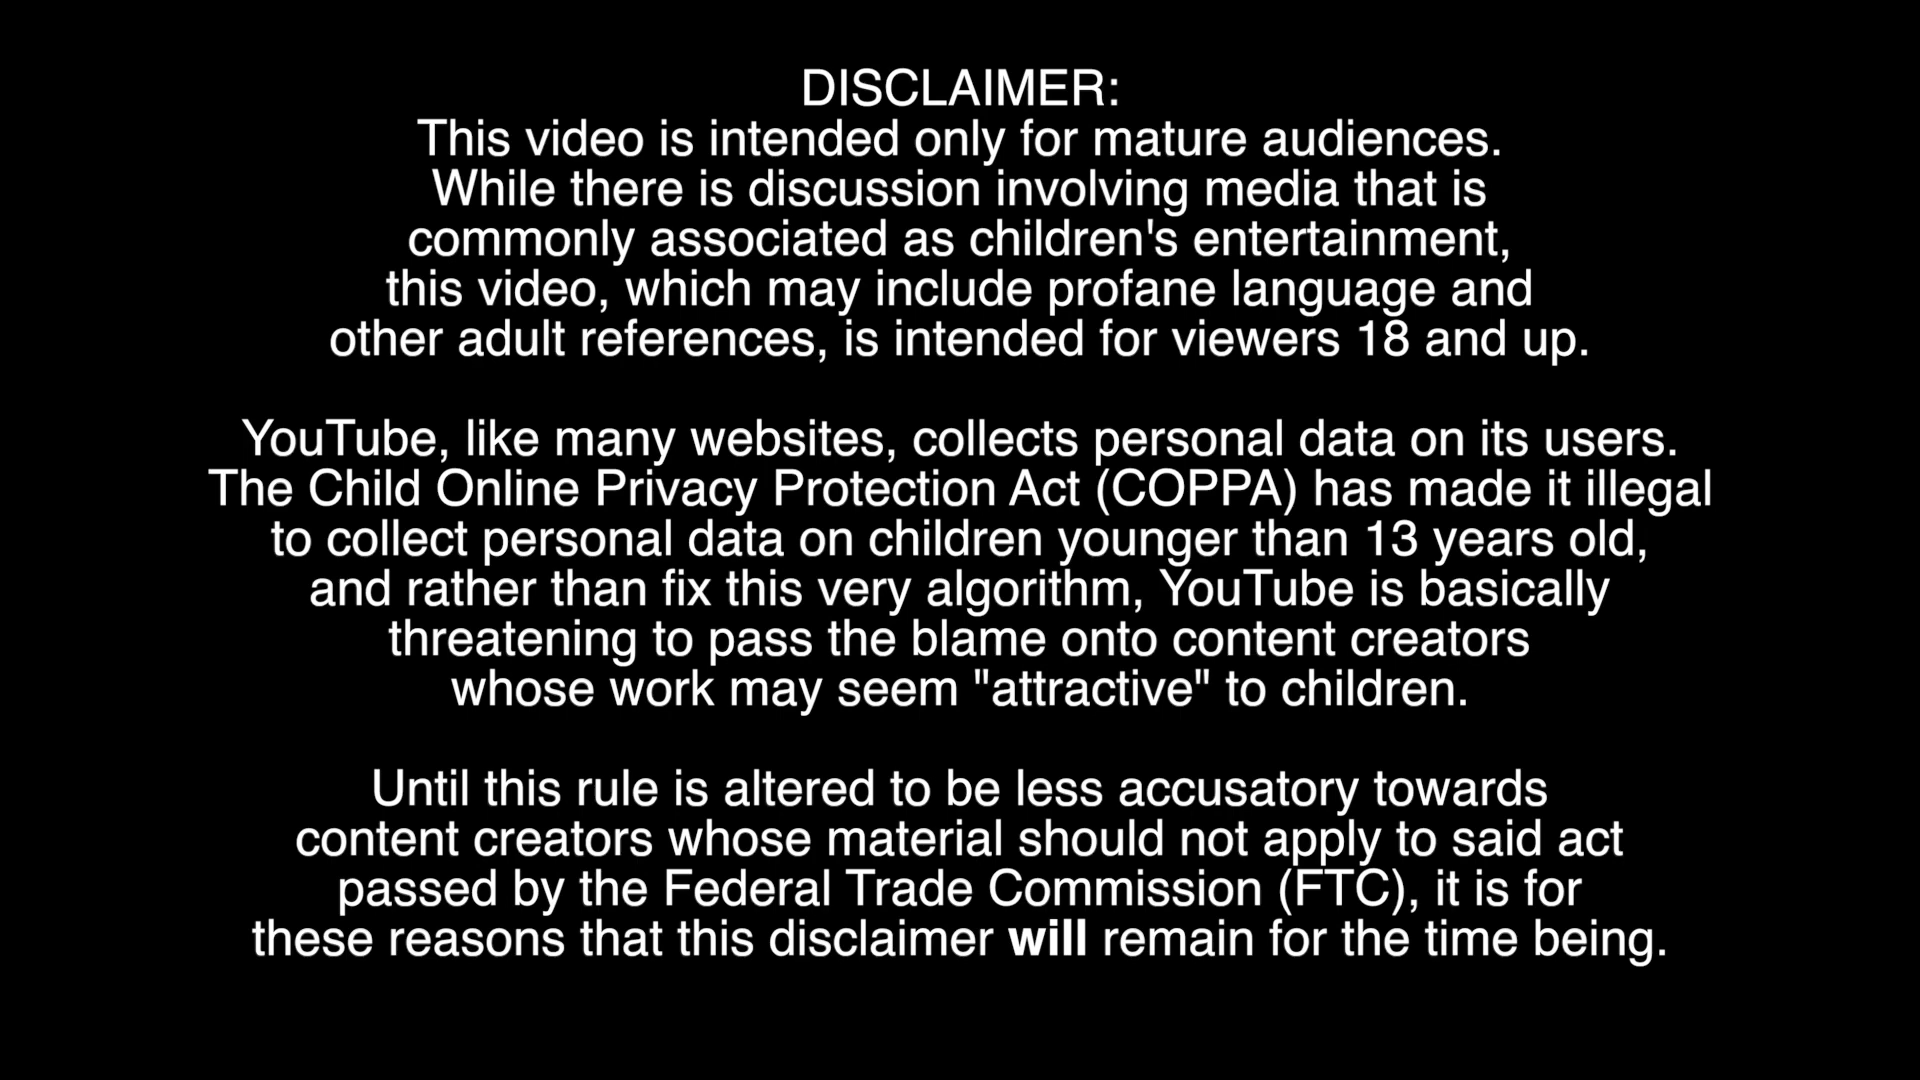 DISCLAIMER:
This video is intended only for mature audiences.
While there is discussion involving media that is
commonly associated as children's entertainment,
this video, which may include profane language and
other adult references, is intended for viewers 18 and up.
YouTube, like many websites, collects personal data on its users.
The Child Online Privacy Protection Act (COPPA) has made it illegal
to collect personal data on children younger than 13 years old,
and rather than fix this very algorithm, YouTube is basically
threatening to pass the blame onto content creators
whose work may seem "attractive" to children.
Until this rule is altered to be less accusatory towards
content creators whose material should not apply to said act
passed by the Federal Trade Commission (FTC), it is for
these reasons that this disclaimer will remain for the time being.